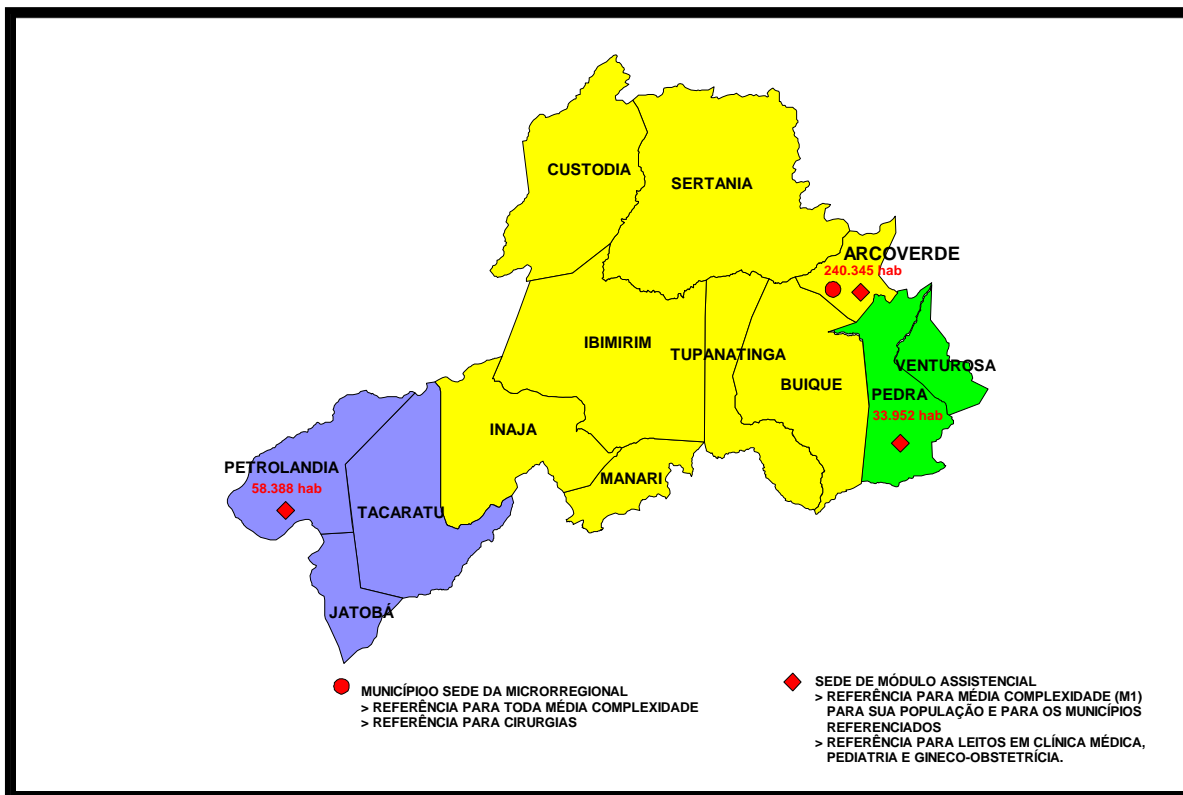 CUSTODIA
SERTANIA
ARCOVERDE
240.345 hab
IBIMIRIM
TUPANATINGA
BUIQUE
VENTUROSA
PEDRA
33.952 hab
INAJA
MANARI
PETROLANDIA
58.388 hab
TACARATU
JATOBÁ
MUNICÍPIOO SEDE DA MICRORREGIONAL
> REFERÊNCIA PARA TODA MÉDIA COMPLEXIDADE
> REFERÊNCIA PARA CIRURGIAS
SEDE DE MÓDULO ASSISTENCIAL
> REFERÊNCIA PARA MÉDIA COMPLEXIDADE (M1)
PARA SUA POPULAÇÃO E PARA OS MUNICÍPIOS
REFERENCIADOS
> REFERÊNCIA PARA LEITOS EM CLÍNICA MÉDICA,
PEDIATRIA E GINECO-OBSTETRÍCIA.